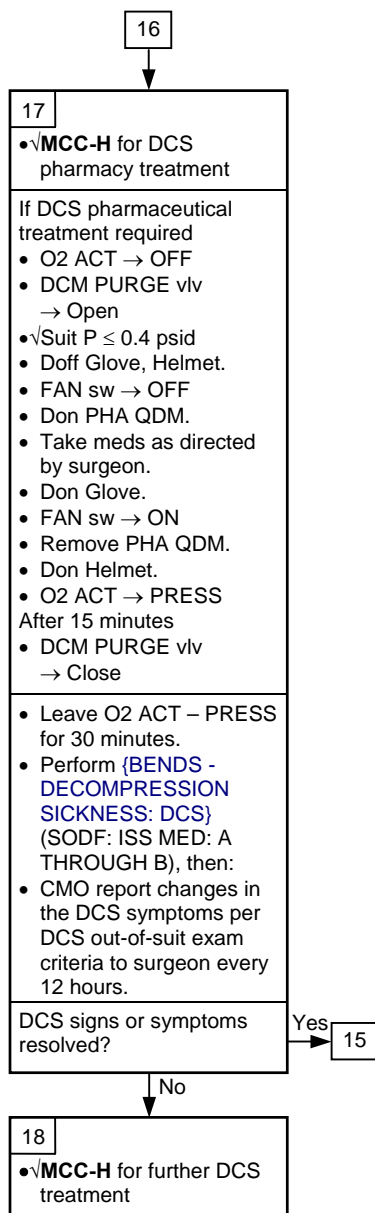 16
17
•√MCC-H for DCS
pharmacy treatment
If DCS pharmaceutical
treatment required
• O2 ACT → OFF
• DCM PURGE vlv
→ Open
•√Suit P ≤ 0.4 psid
• Doff Glove, Helmet.
• FAN sw → OFF
• Don PHA QDM.
• Take meds as directed
by surgeon.
• Don Glove.
• FAN sw → ON
• Remove PHA QDM.
• Don Helmet.
• O2 ACT → PRESS
After 15 minutes
• DCM PURGE vlv
→ Close
• Leave O2 ACT – PRESS
for 30 minutes.
• Perform {BENDS -
DECOMPRESSION
SICKNESS: DCS}
(SODF: ISS MED: A
THROUGH B), then:
• CMO report changes in
the DCS symptoms per
DCS out-of-suit exam
criteria to surgeon every
12 hours.
DCS signs or symptoms
resolved?
Yes
15
No
18
•√MCC-H for further DCS
treatment